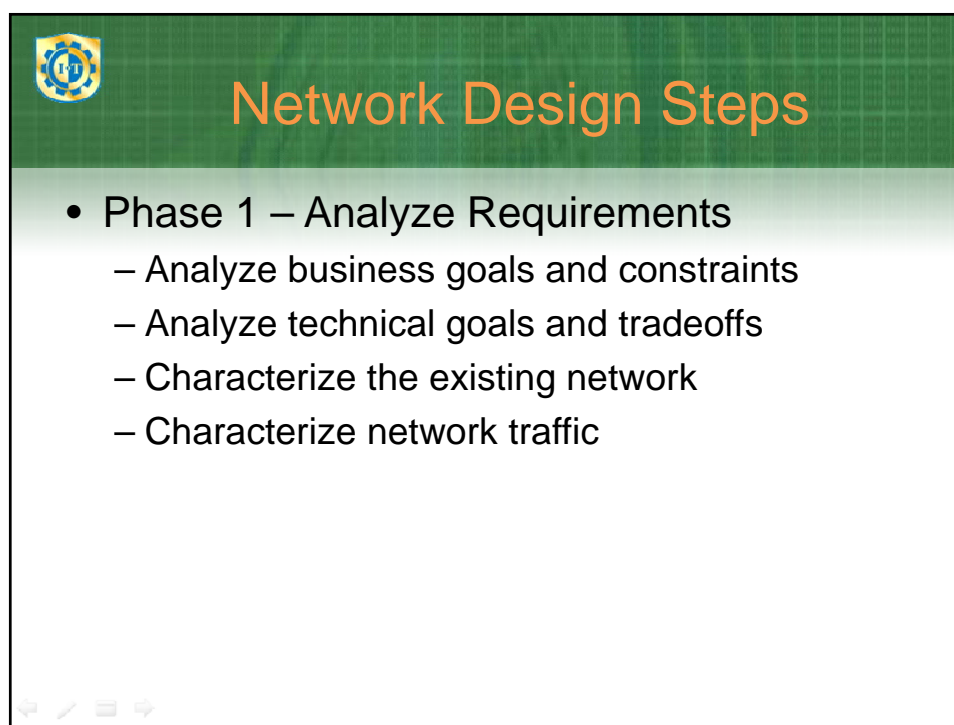 I•T
Network Design Steps
• Phase 1 – Analyze Requirements
– Analyze business goals and constraints
– Analyze technical goals and tradeoffs
– Characterize the existing network
– Characterize network traffic